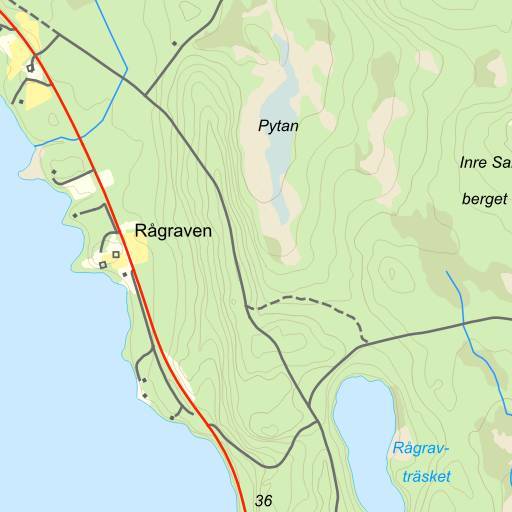 Pytan
Inre Sa
berget
Rågraven
Rågrav-
träsket
36